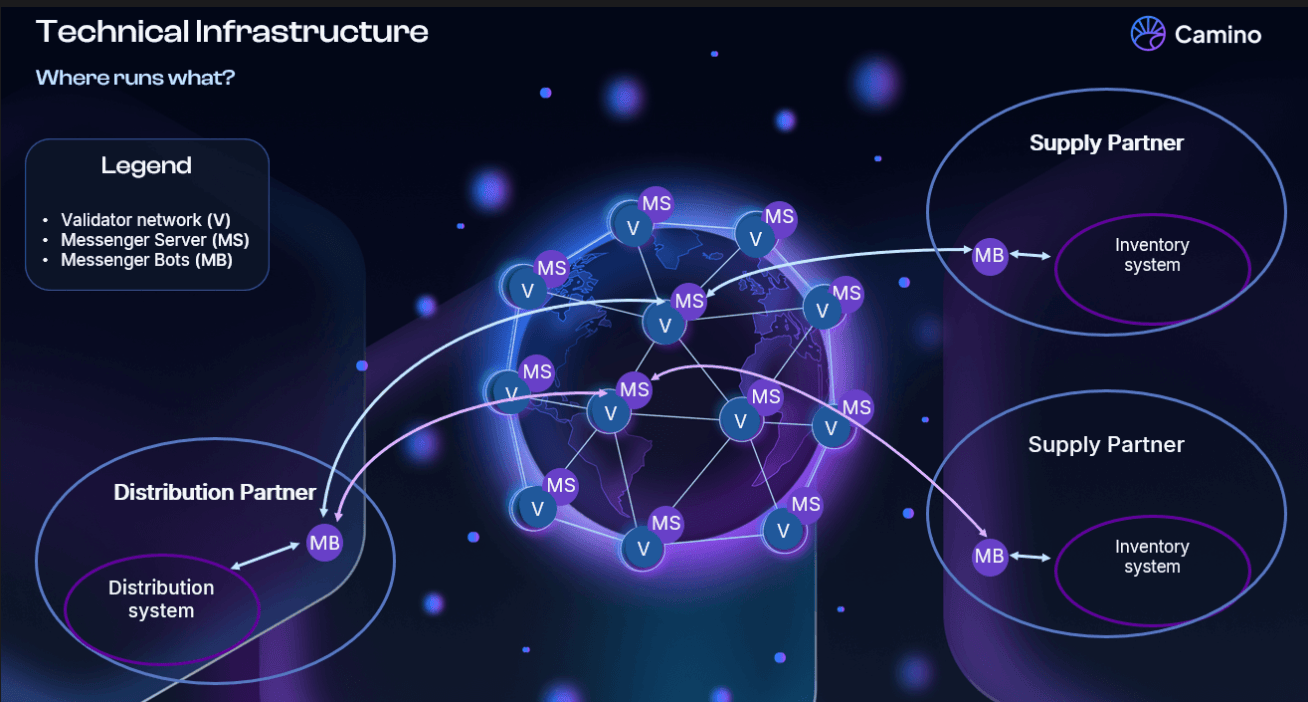 Technical Infrastructure
Camino
Where runs what?
Legend
• Validator network (V)
• Messenger Server (MS)
• Messenger Bots (MB)
Supply Partner
MB
Inventory
system
MS
V
MS
V
MS
V
MS
V
MS
V
MS
V
MS
V
MS
V
MS
V
MS
V
MS
V
MS
V
Supply Partner
MB
Inventory
system
Distribution Partner
MB
Distribution
system